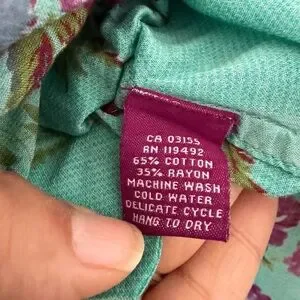 CA 03155
RN 119492
65% COTTON
35% RAYON
MACHINE WASH
COLD WATER
DELICATE CYCLE
HANG TO DRY